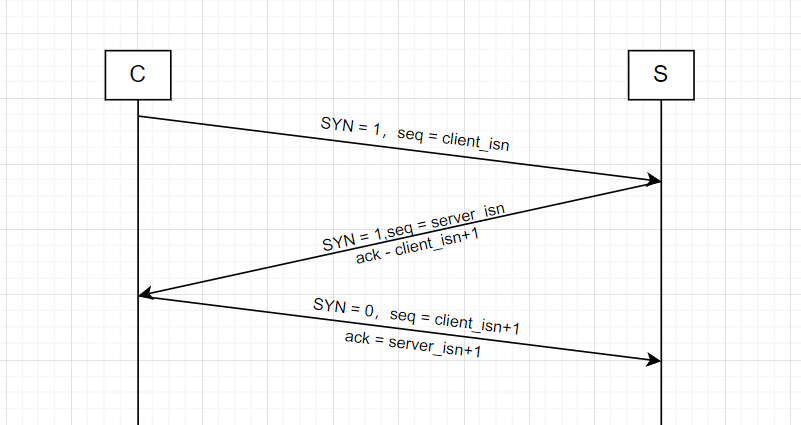 C
S
SYN = 1，seq = client_isn
SYN = 1,seq = server_isn
ack - client_isn+1
SYN = 0，seq = client_isn+1
ack = server_isn+1